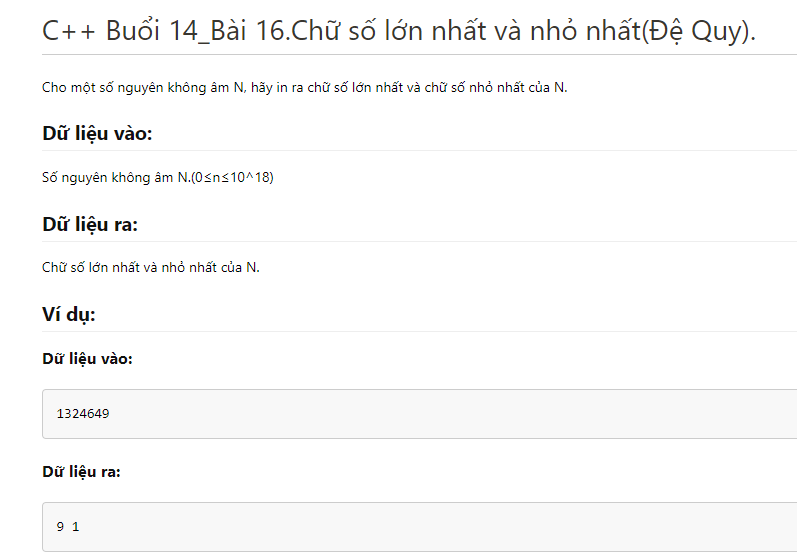 C++ Buổi 14_Bài 16.Chữ số lớn nhất và nhỏ nhất(Đệ Quy).
Cho một số nguyên không âm N, hãy in ra chữ số lớn nhất và chữ số nhỏ nhất của N.
Dữ liệu vào:
Số nguyên không âm N.(0≤n≤10^18)
Dữ liệu ra:
Chữ số lớn nhất và nhỏ nhất của N.
Ví dụ:
Dữ liệu vào:
1324649
Dữ liệu ra:
9 1